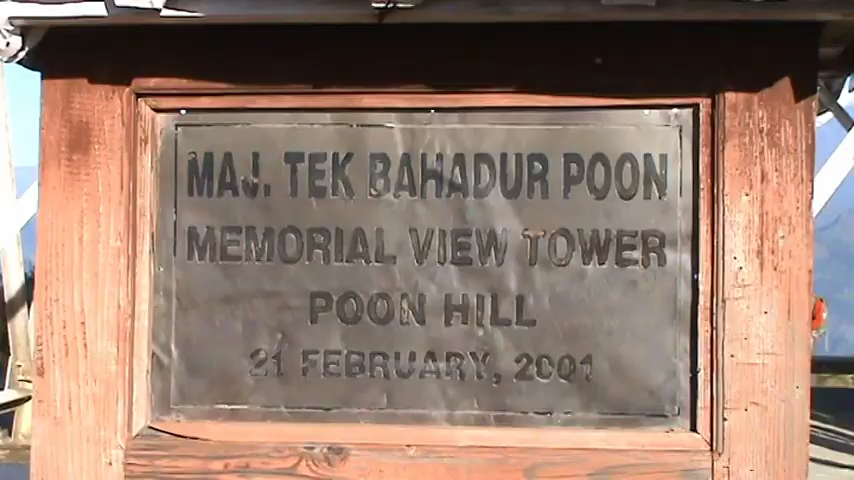 MAJ. TEK BAHADUR POON
MEMORIAL VIEW TOWER
POON HILL
21 FEBRUARY, 2001